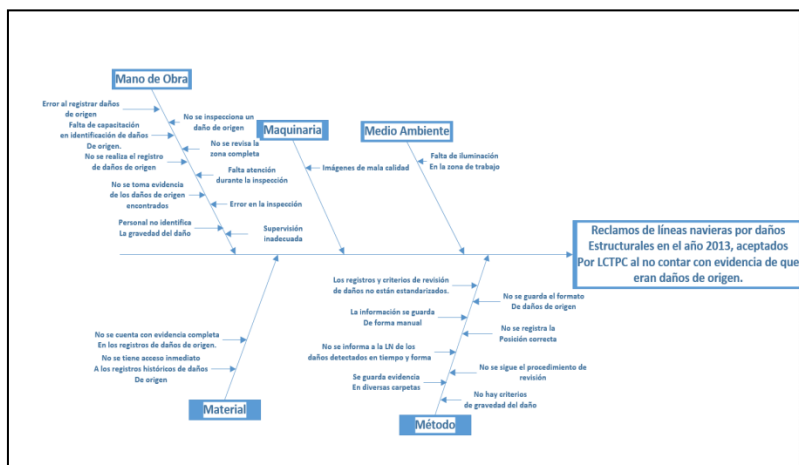 Mano de Obra
Error al registrar daños
de origen
Falta de capacitación
en identificación de daños
De origen.
No se realiza el registro
de daños de origen
No se toma evidencia
de los daños de origen
encontrados
Personal no identifica
La gravedad del daño
No se inspecciona un
daño de origen
No se revisa la
zona completa
Falta atención
durante la inspección
Error en la inspección
Supervisión
inadecuada
Maquinaria
Imágenes de mala calidad
Medio Ambiente
Falta de iluminación
En la zona de trabajo
Reclamos de líneas navieras por daños
Estructurales en el año 2013, aceptados
Por LCTPC al no contar con evidencia de que
eran daños de origen.
No se cuenta con evidencia completa
En los registros de daños de origen.
No se tiene acceso inmediato
A los registros históricos de daños
De origen
Material
Los registros y criterios de revisión
de daños no están estandarizados.
La información se guarda
De forma manual
No se informa a la LN de los
daños detectados en tiempo y forma
Se guarda evidencia
En diversas carpetas
No se guarda el formato
De daños de origen
No se registra la
Posición correcta
No se sigue el procedimiento de
revisión
No hay criterios
de gravedad del daño
Método